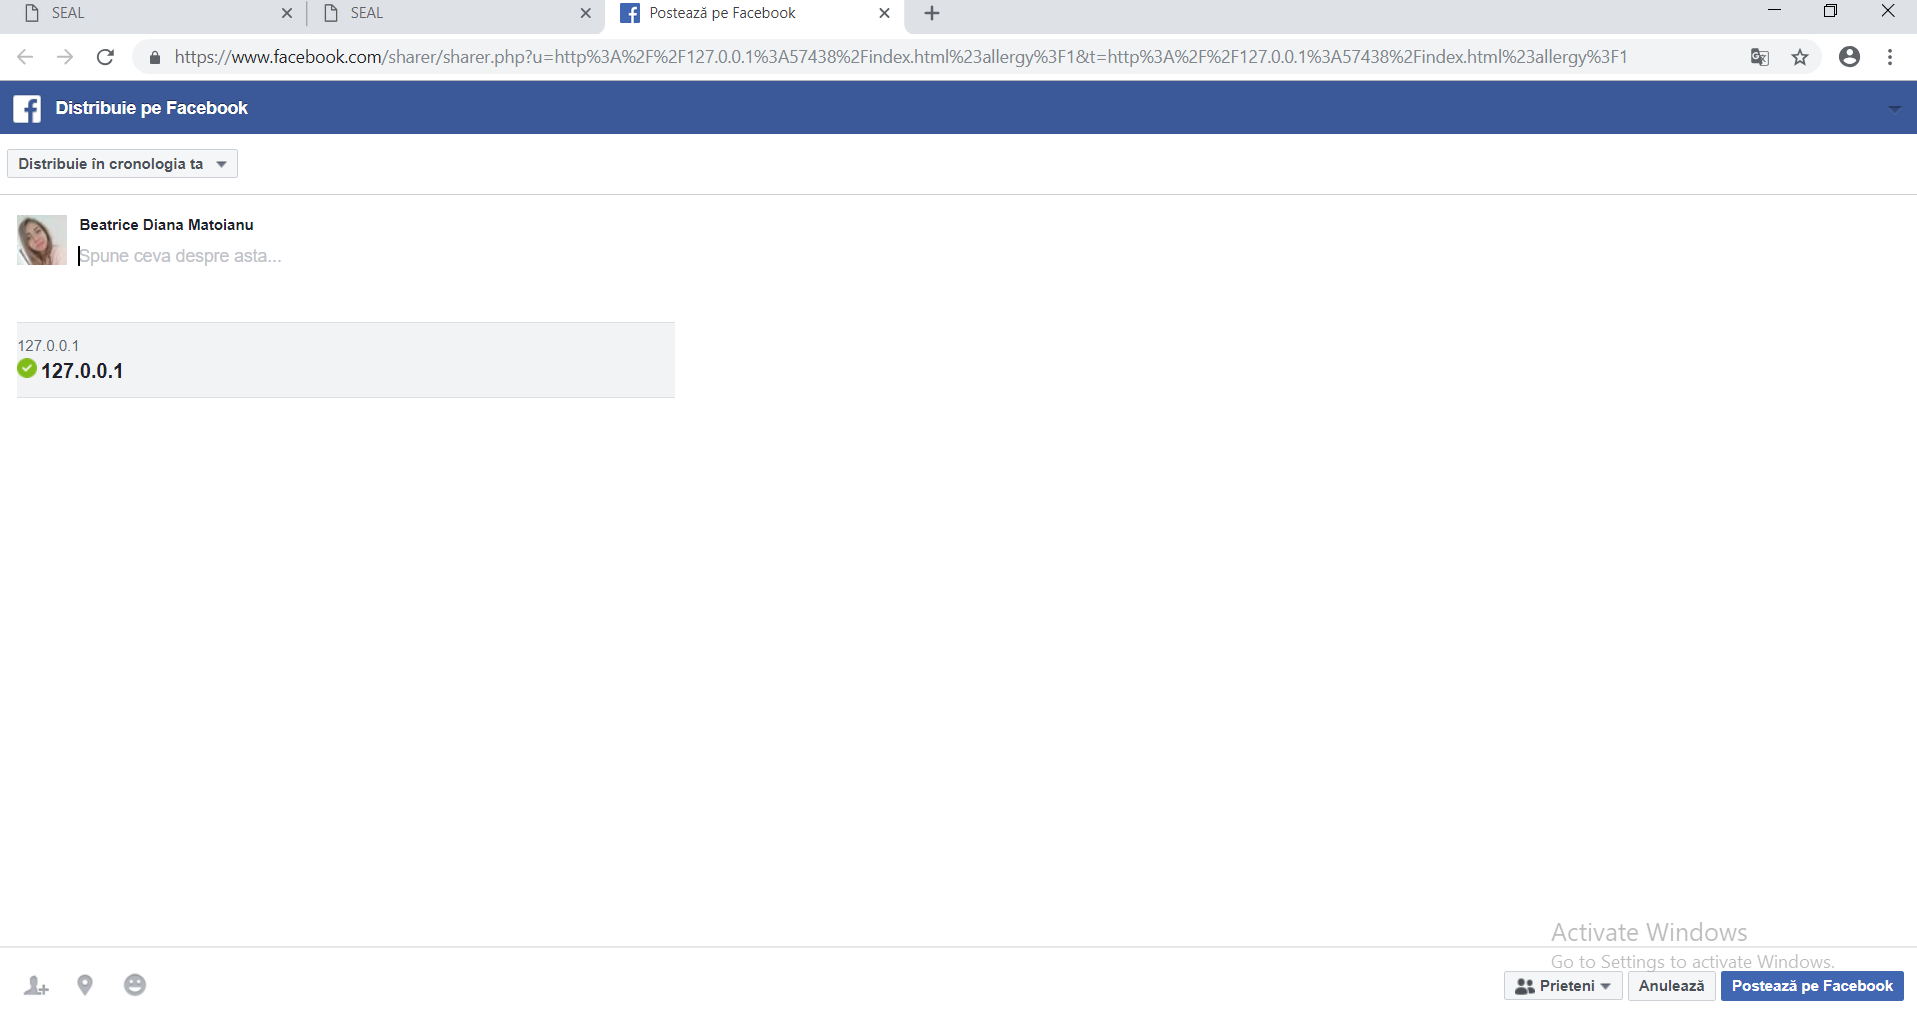 SEAL
SEAL
Postează pe Facebook
https://www.facebook.com/sharer/sharer.php?u=http%3A%2F%2F127.0.0.1%3A57438%2Findex.html%23allergy%3F1&t=http%3A%2F%2F127.0.0.1%3A57438%2Findex.html%23allergy%3F1
Distribuie pe Facebook
Distribuie în cronologia ta
Beatrice Diana Matoianu
Spune ceva despre asta...
127.0.0.1
127.0.0.1
Activate Windows
Go to Settings to activate Windows.
Prieteni
Anulează
Postează pe Facebook